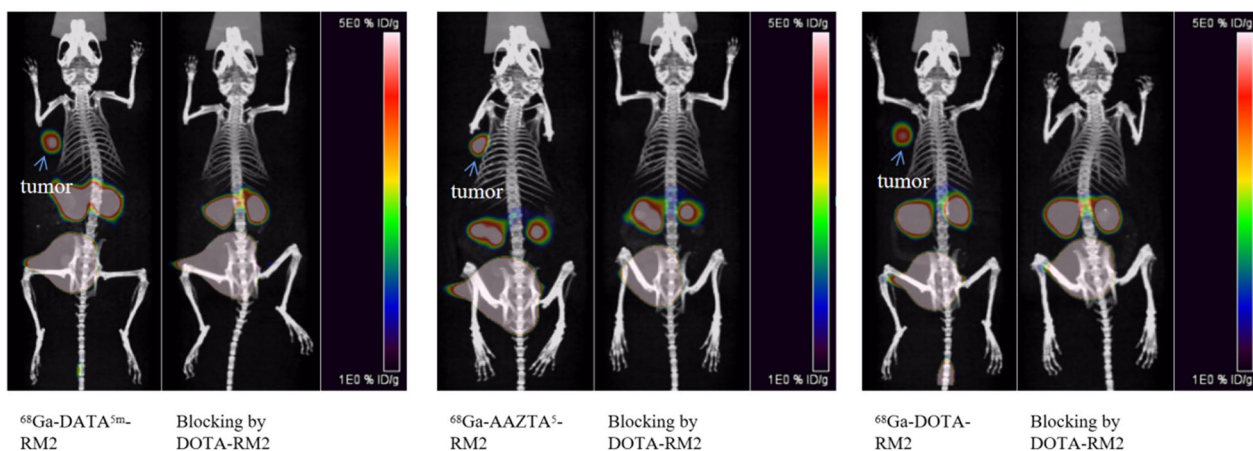 5E0 % ID/g
5E0 % ID/g
5E0 % ID/g
tumor
tumor
tumor
1E0 % ID/g
1E0 % ID/g
1E0 % ID/g
⁶⁸Ga-DATA⁵ᵐ-
RM2
Blocking by
DOTA-RM2
⁶⁸Ga-AAZTA⁵-
RM2
Blocking by
DOTA-RM2
⁶⁸Ga-DOTA-
RM2
Blocking by
DOTA-RM2